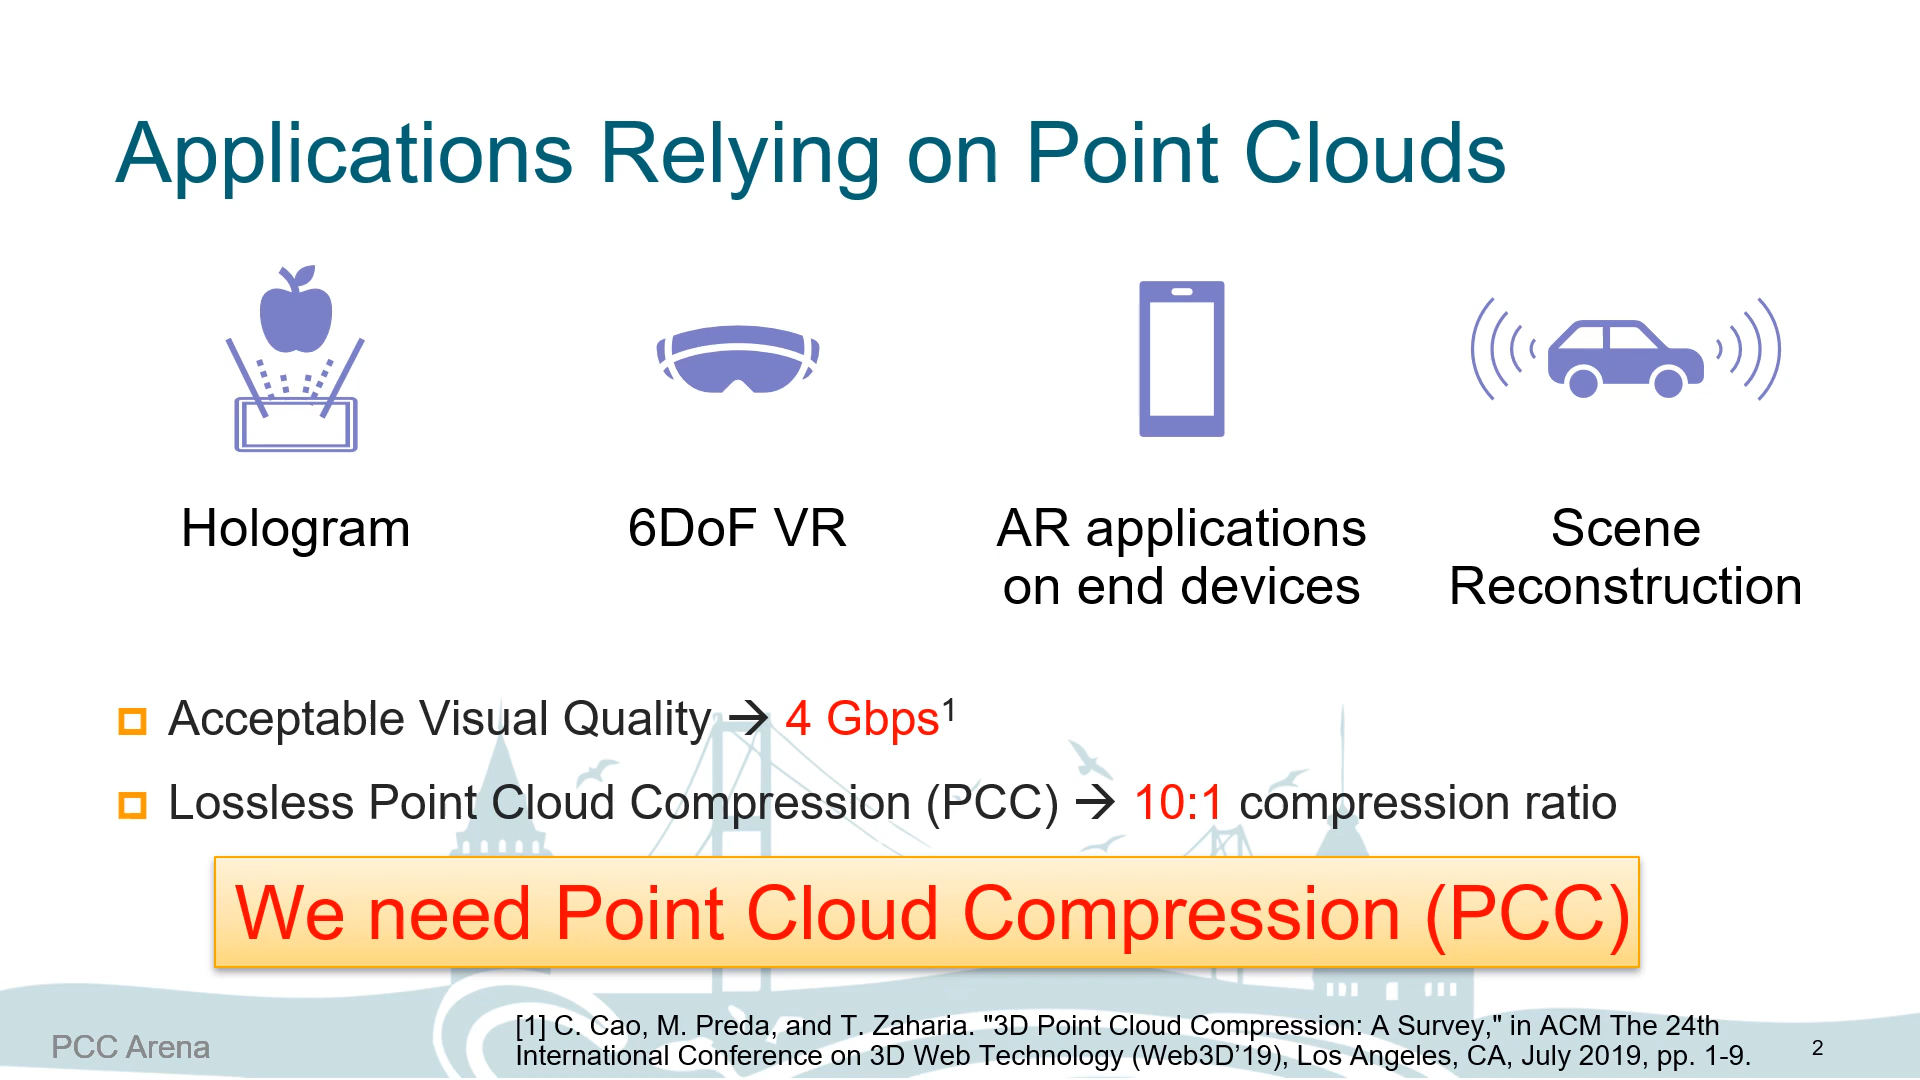 Applications Relying on Point Clouds
Hologram
6DoF VR
AR applications
on end devices
Scene
Reconstruction
Acceptable Visual Quality → 4 Gbps¹
Lossless Point Cloud Compression (PCC) → 10:1 compression ratio
We need Point Cloud Compression (PCC)
[1] C. Cao, M. Preda, and T. Zaharia. "3D Point Cloud Compression: A Survey," in ACM The 24th
International Conference on 3D Web Technology (Web3D’19), Los Angeles, CA, July 2019, pp. 1-9.
PCC Arena
2